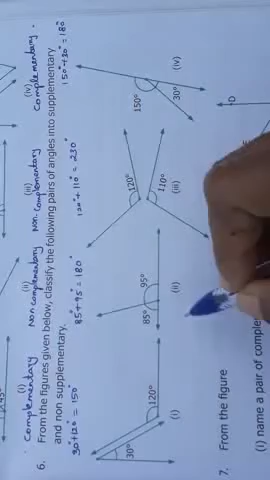 (i) (ii) (iii) (iv)
Complementary Non complementary Non. complementary Complementary.
6. From the figures given below, classify the following pairs of angles into supplementary
and non supplementary.
30+120° = 150° 85°+95° = 180° 120°+110° = 230° 150°+30° = 180°
30° 120°
(i)
85° 95°
(ii)
120° 110°
(iii)
150° 30°
(iv)
7. From the figure
(i) name a pair of comple
D